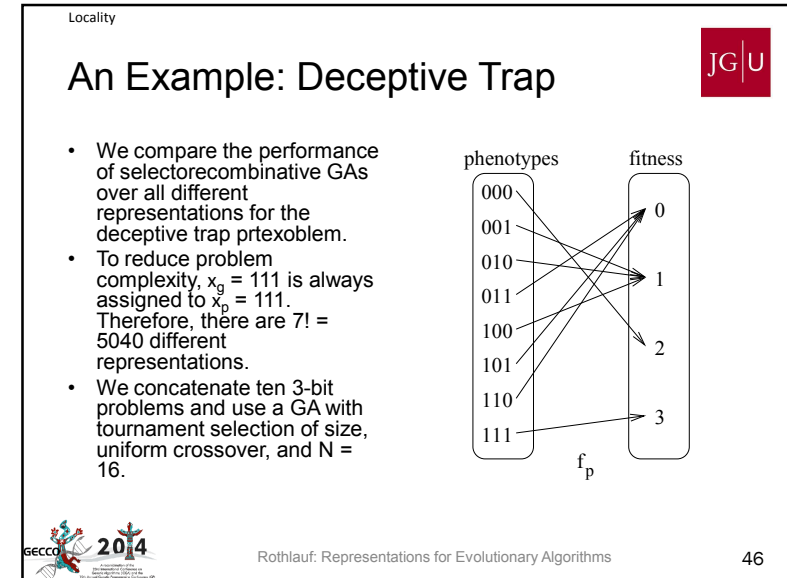 Locality
An Example: Deceptive Trap
JG|U
• We compare the performance
of selectorecombinative GAs
over all different
representations for the
deceptive trap prtexoblem.
• To reduce problem
complexity, xg = 111 is always
assigned to xp = 111.
Therefore, there are 7! =
5040 different
representations.
• We concatenate ten 3-bit
problems and use a GA with
tournament selection of size,
uniform crossover, and N =
16.
phenotypes
000
001
010
011
100
101
110
111
fitness
0
1
2
3
fp
GECCO 2014
Rothlauf: Representations for Evolutionary Algorithms
46